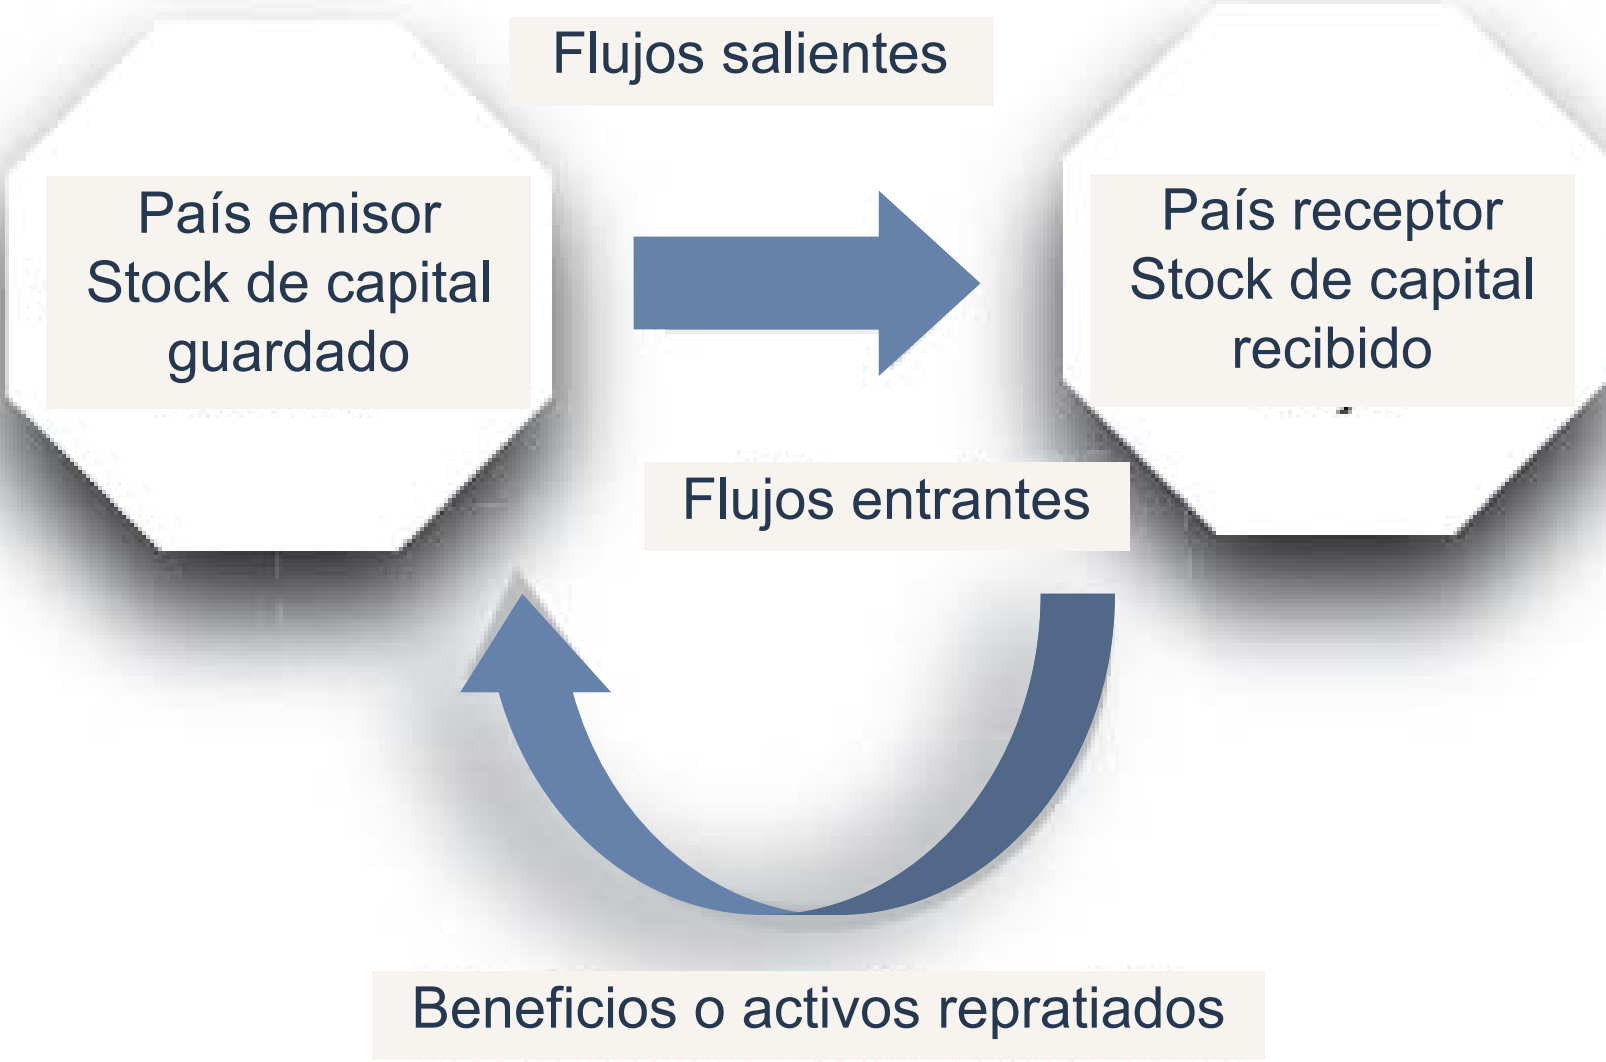 Flujos salientes
País emisor
Stock de capital
guardado
País receptor
Stock de capital
recibido
Flujos entrantes
Beneficios o activos repratiados